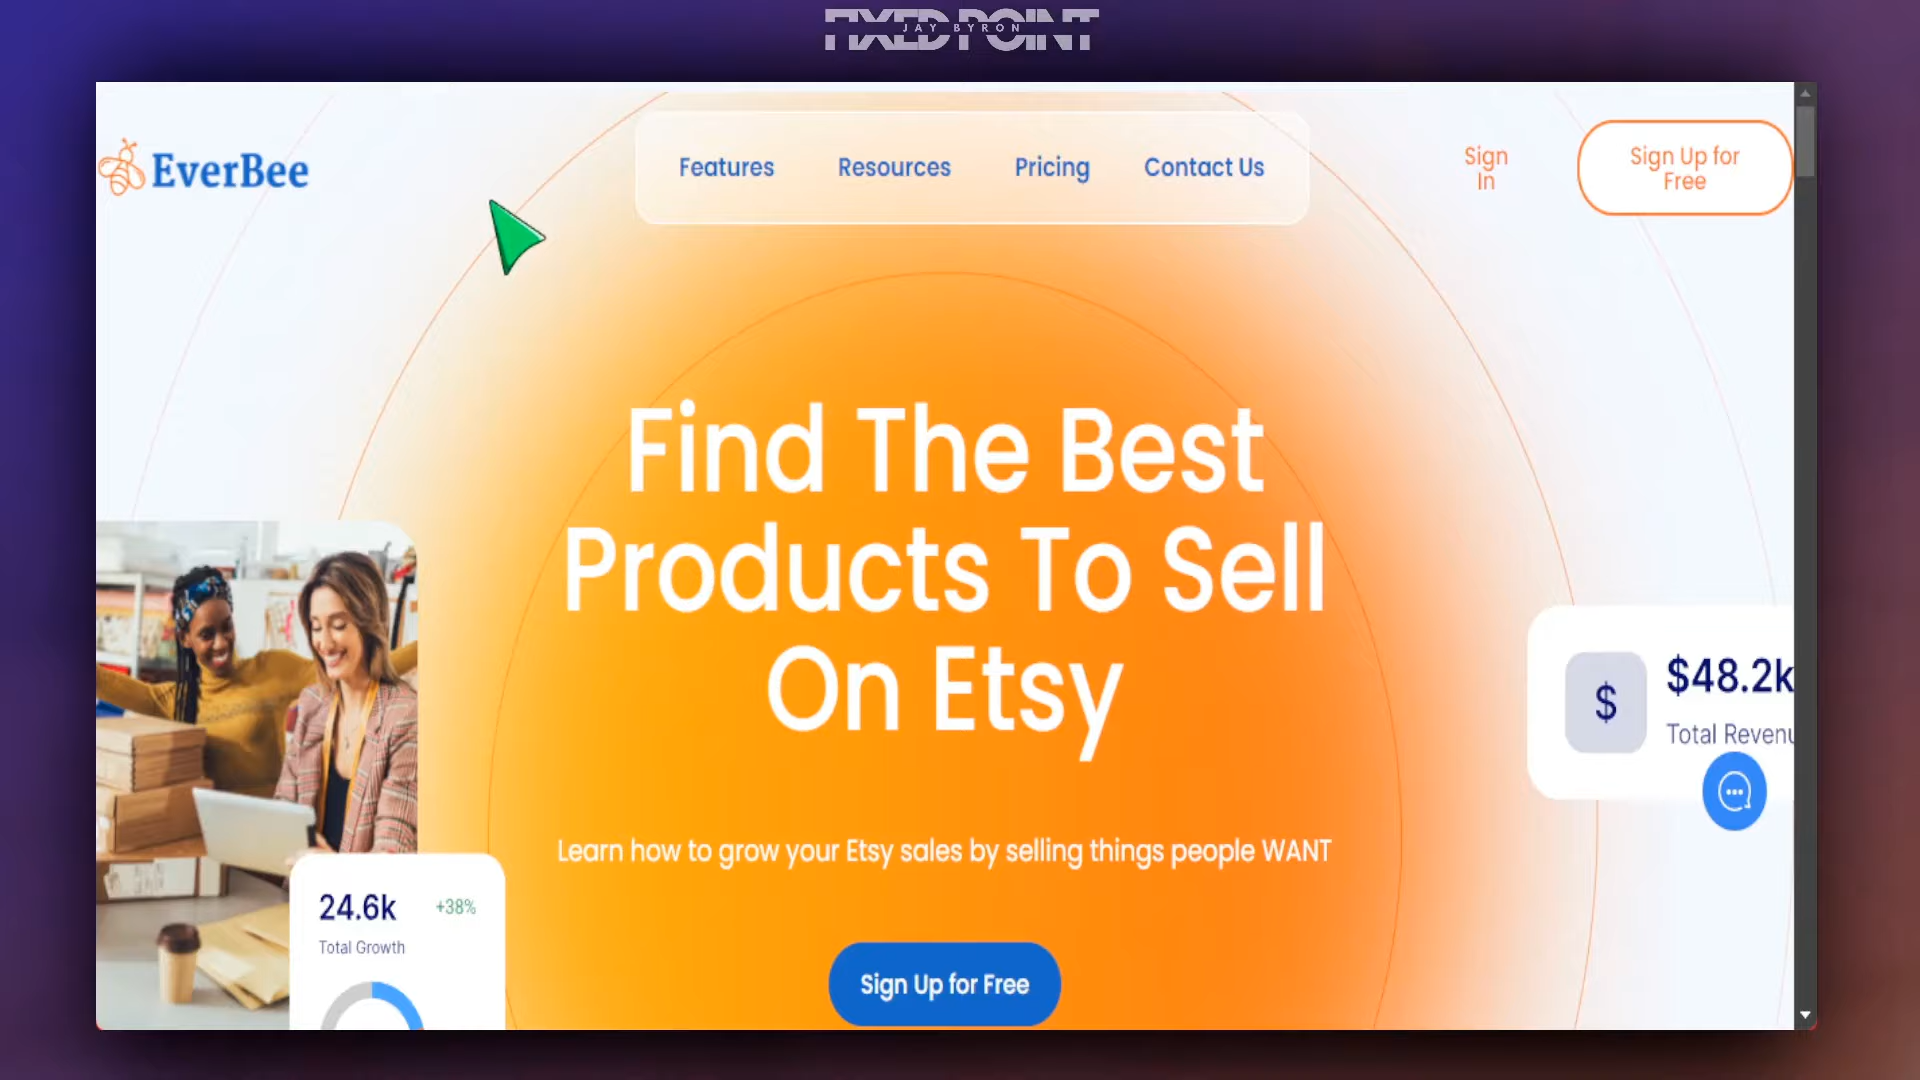 FIXED POINT
JAY BYRON
EverBee
Features
Resources
Pricing
Contact Us
Sign
In
Sign Up for
Free
Find The Best
Products To Sell
On Etsy
$
$48.2k
Total Revenu
Learn how to grow your Etsy sales by selling things people WANT
24.6k
+38%
Total Growth
Sign Up for Free